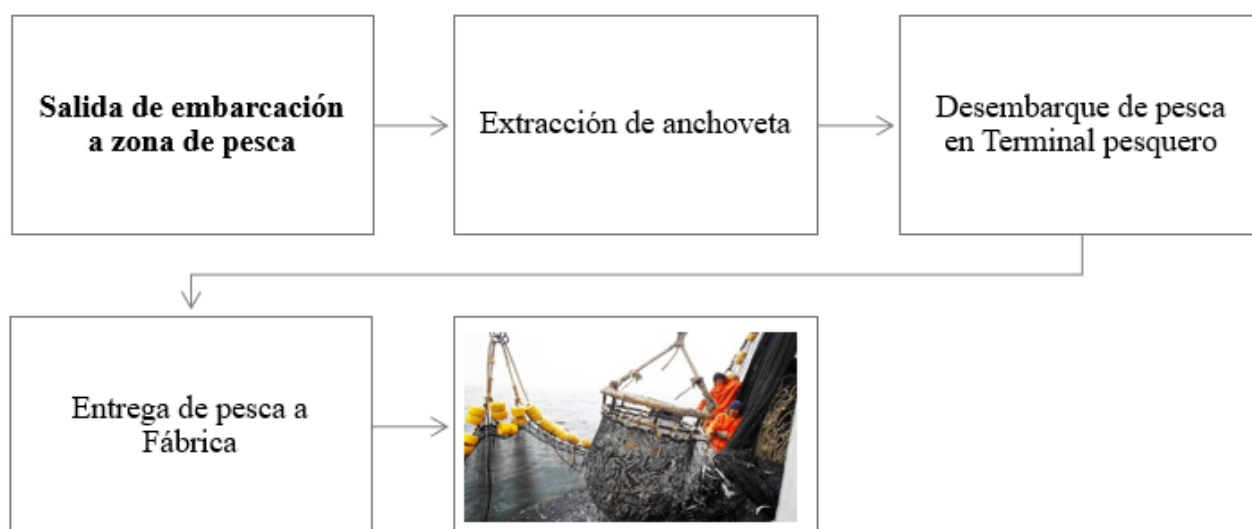 Salida de embarcación
a zona de pesca
Extracción de anchoveta
Desembarque de pesca
en Terminal pesquero
Entrega de pesca a
Fábrica